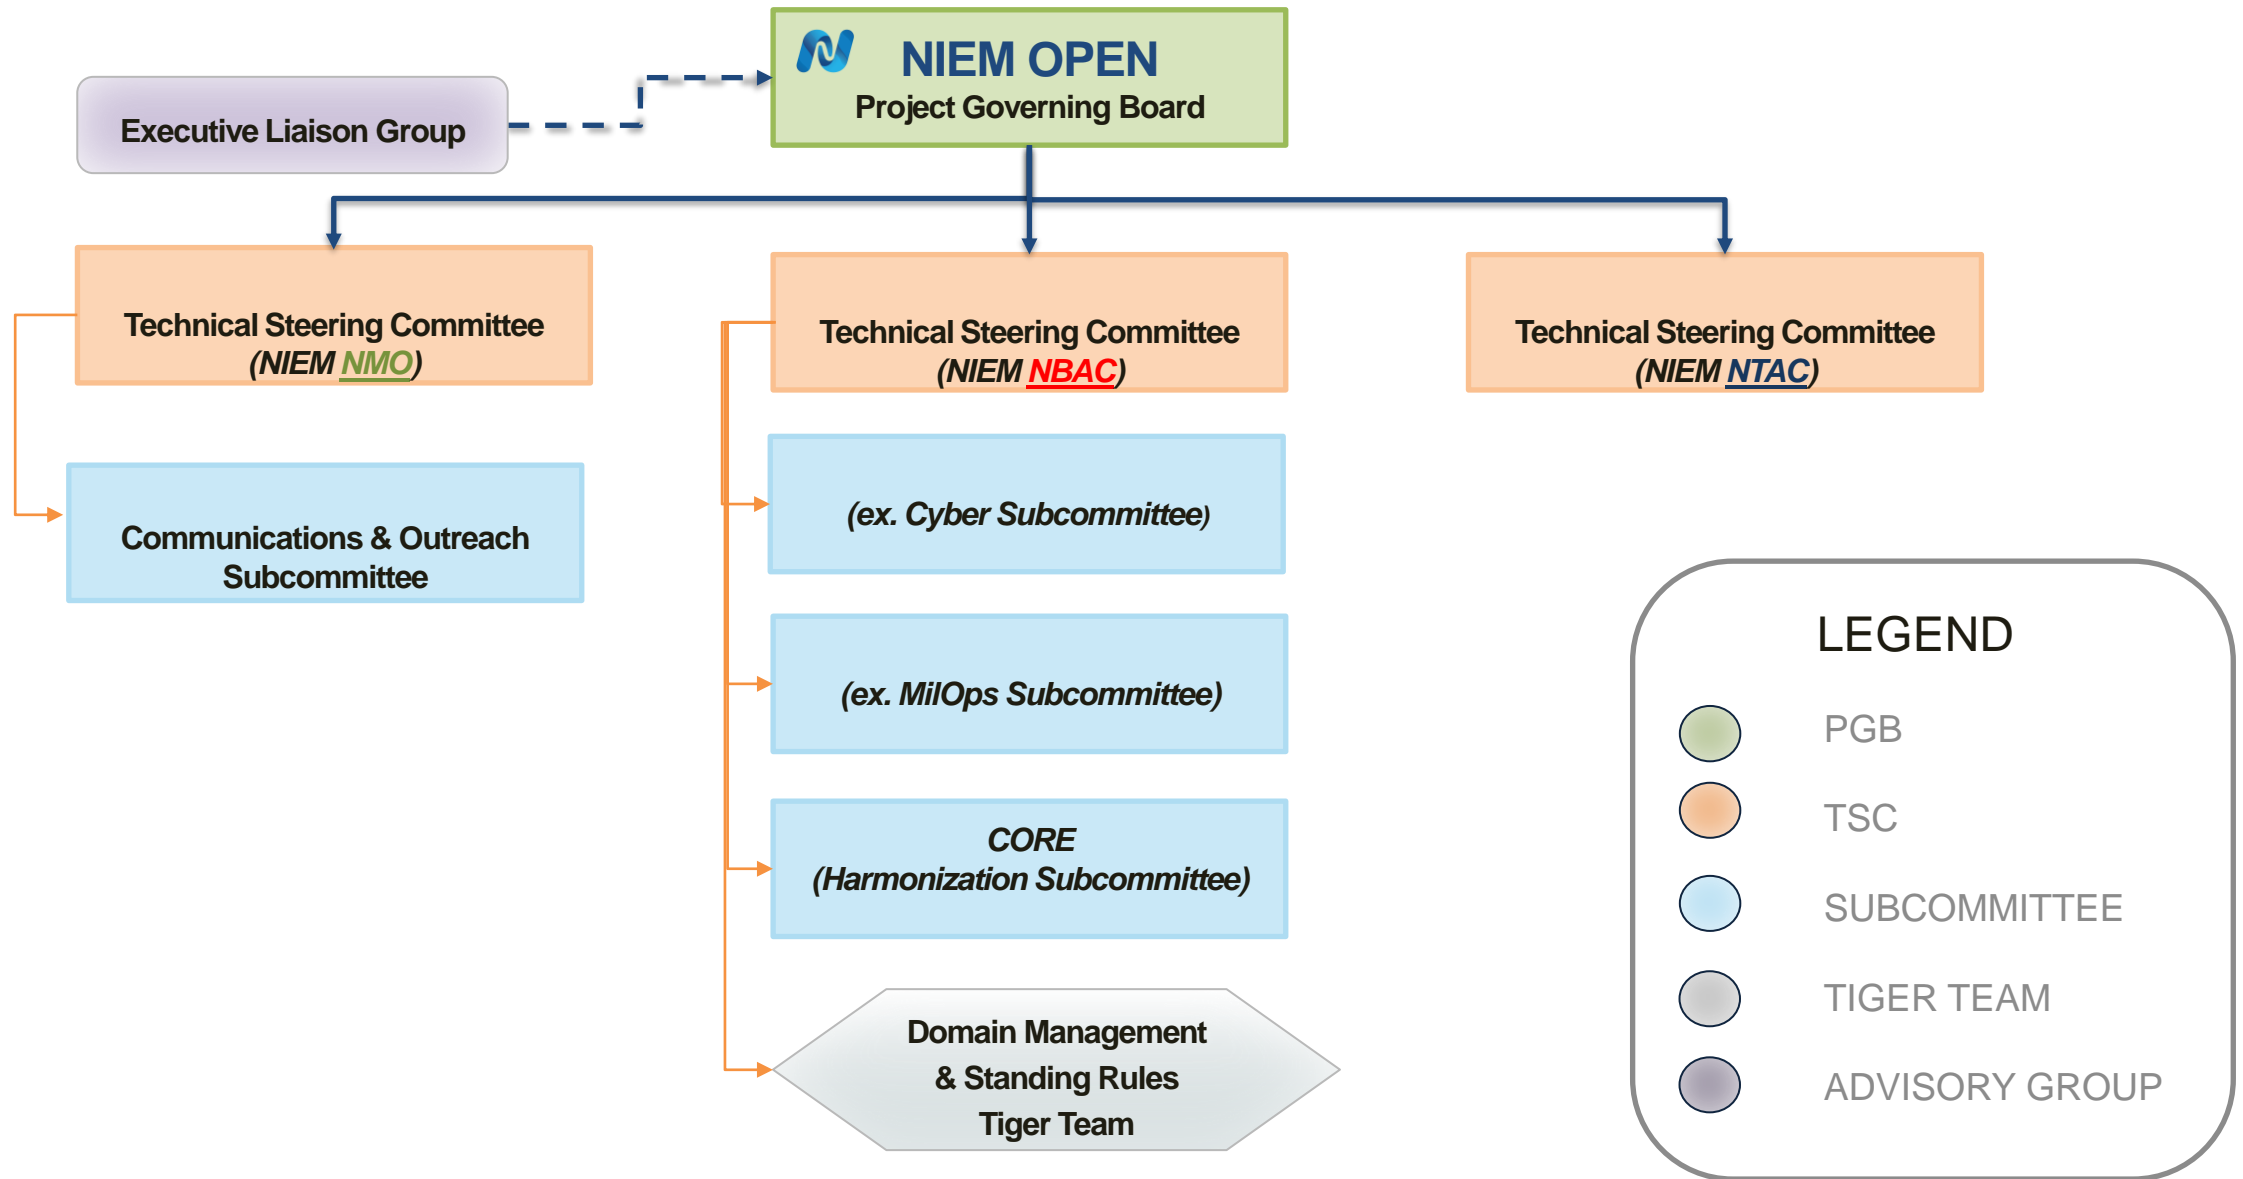 NIEM OPEN
Project Governing Board
Executive Liaison Group
Technical Steering Committee
(NIEM NMO)
Technical Steering Committee
(NIEM NBAC)
Technical Steering Committee
(NIEM NTAC)
Communications & Outreach
Subcommittee
(ex. Cyber Subcommittee)
(ex. MilOps Subcommittee)
CORE
(Harmonization Subcommittee)
Domain Management
& Standing Rules
Tiger Team
LEGEND
PGB
TSC
SUBCOMMITTEE
TIGER TEAM
ADVISORY GROUP